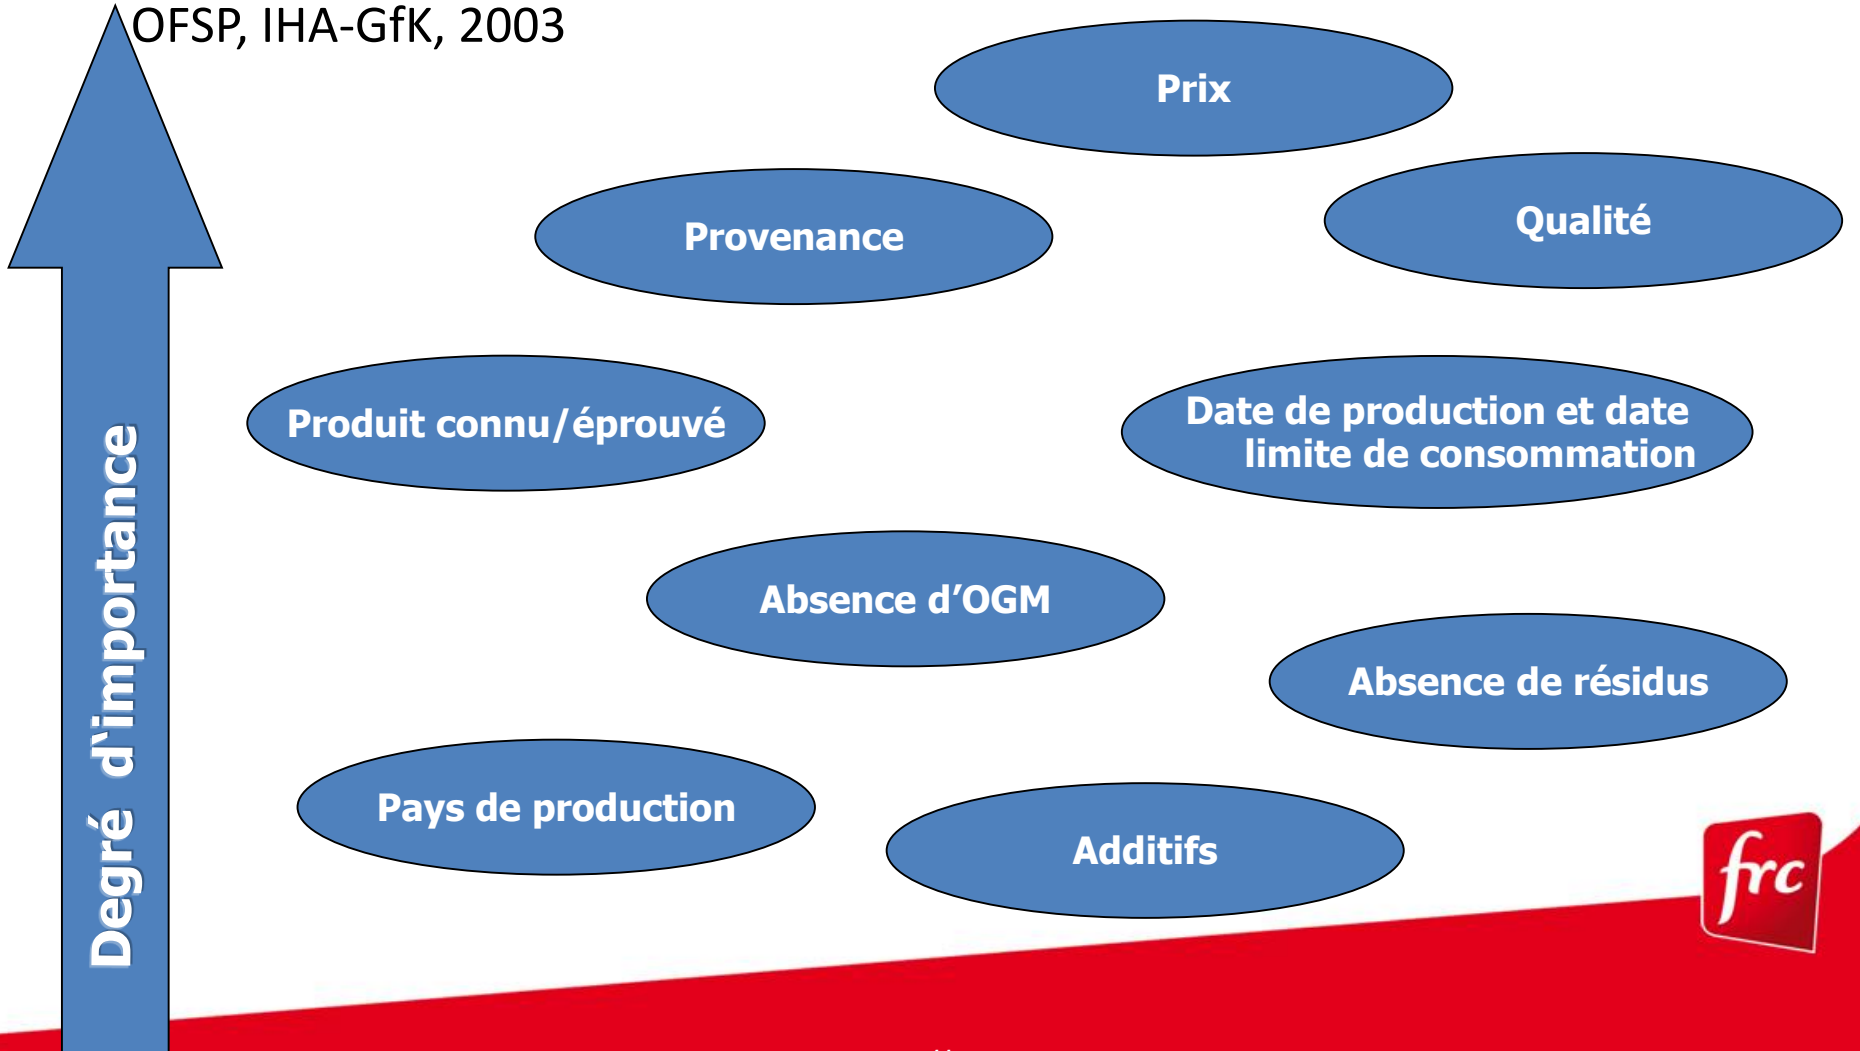 OFSP, IHA-GfK, 2003
Prix
Qualité
Provenance
Produit connu/éprouvé
Date de production et date
limite de consommation
Absence d’OGM
Absence de résidus
Pays de production
Additifs
Degré d‘importance
frc